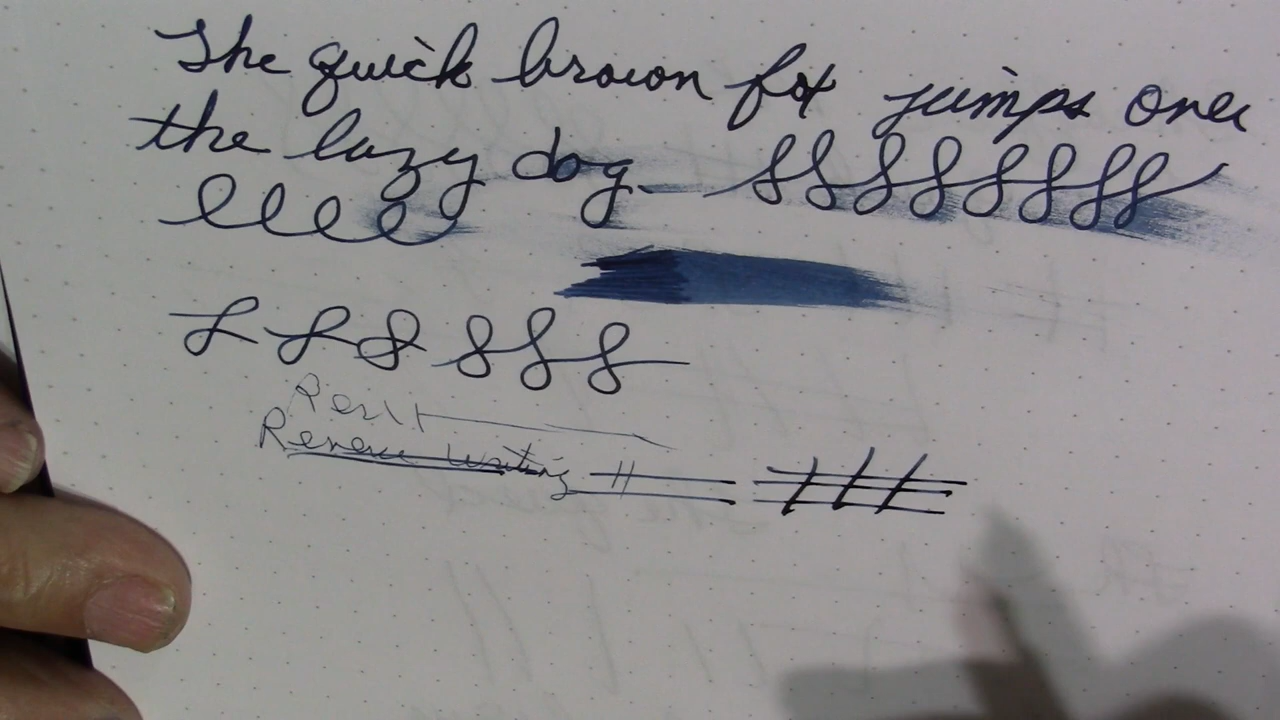 The quick brown fox jumps over
the lazy dog.
Reverse writing